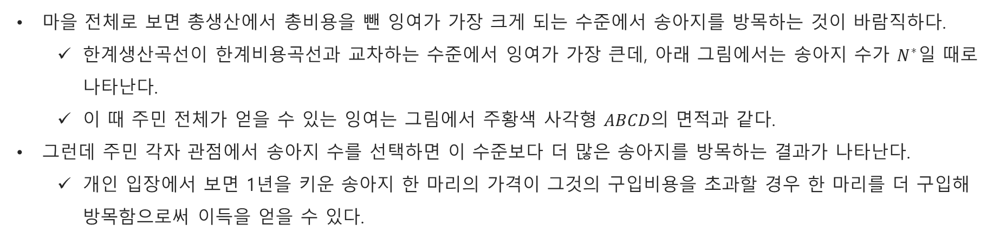 • 마을 전체로 보면 총생산에서 총비용을 뺀 잉여가 가장 크게 되는 수준에서 송아지를 방목하는 것이 바람직하다.
✓ 한계생산곡선이 한계비용곡선과 교차하는 수준에서 잉여가 가장 큰데, 아래 그림에서는 송아지 수가 N*일 때로
나타난다.
✓ 이 때 주민 전체가 얻을 수 있는 잉여는 그림에서 주황색 사각형 ABCD의 면적과 같다.
• 그런데 주민 각자 관점에서 송아지 수를 선택하면 이 수준보다 더 많은 송아지를 방목하는 결과가 나타난다.
✓ 개인 입장에서 보면 1년을 키운 송아지 한 마리의 가격이 그것의 구입비용을 초과할 경우 한 마리를 더 구입해
방목함으로써 이득을 얻을 수 있다.